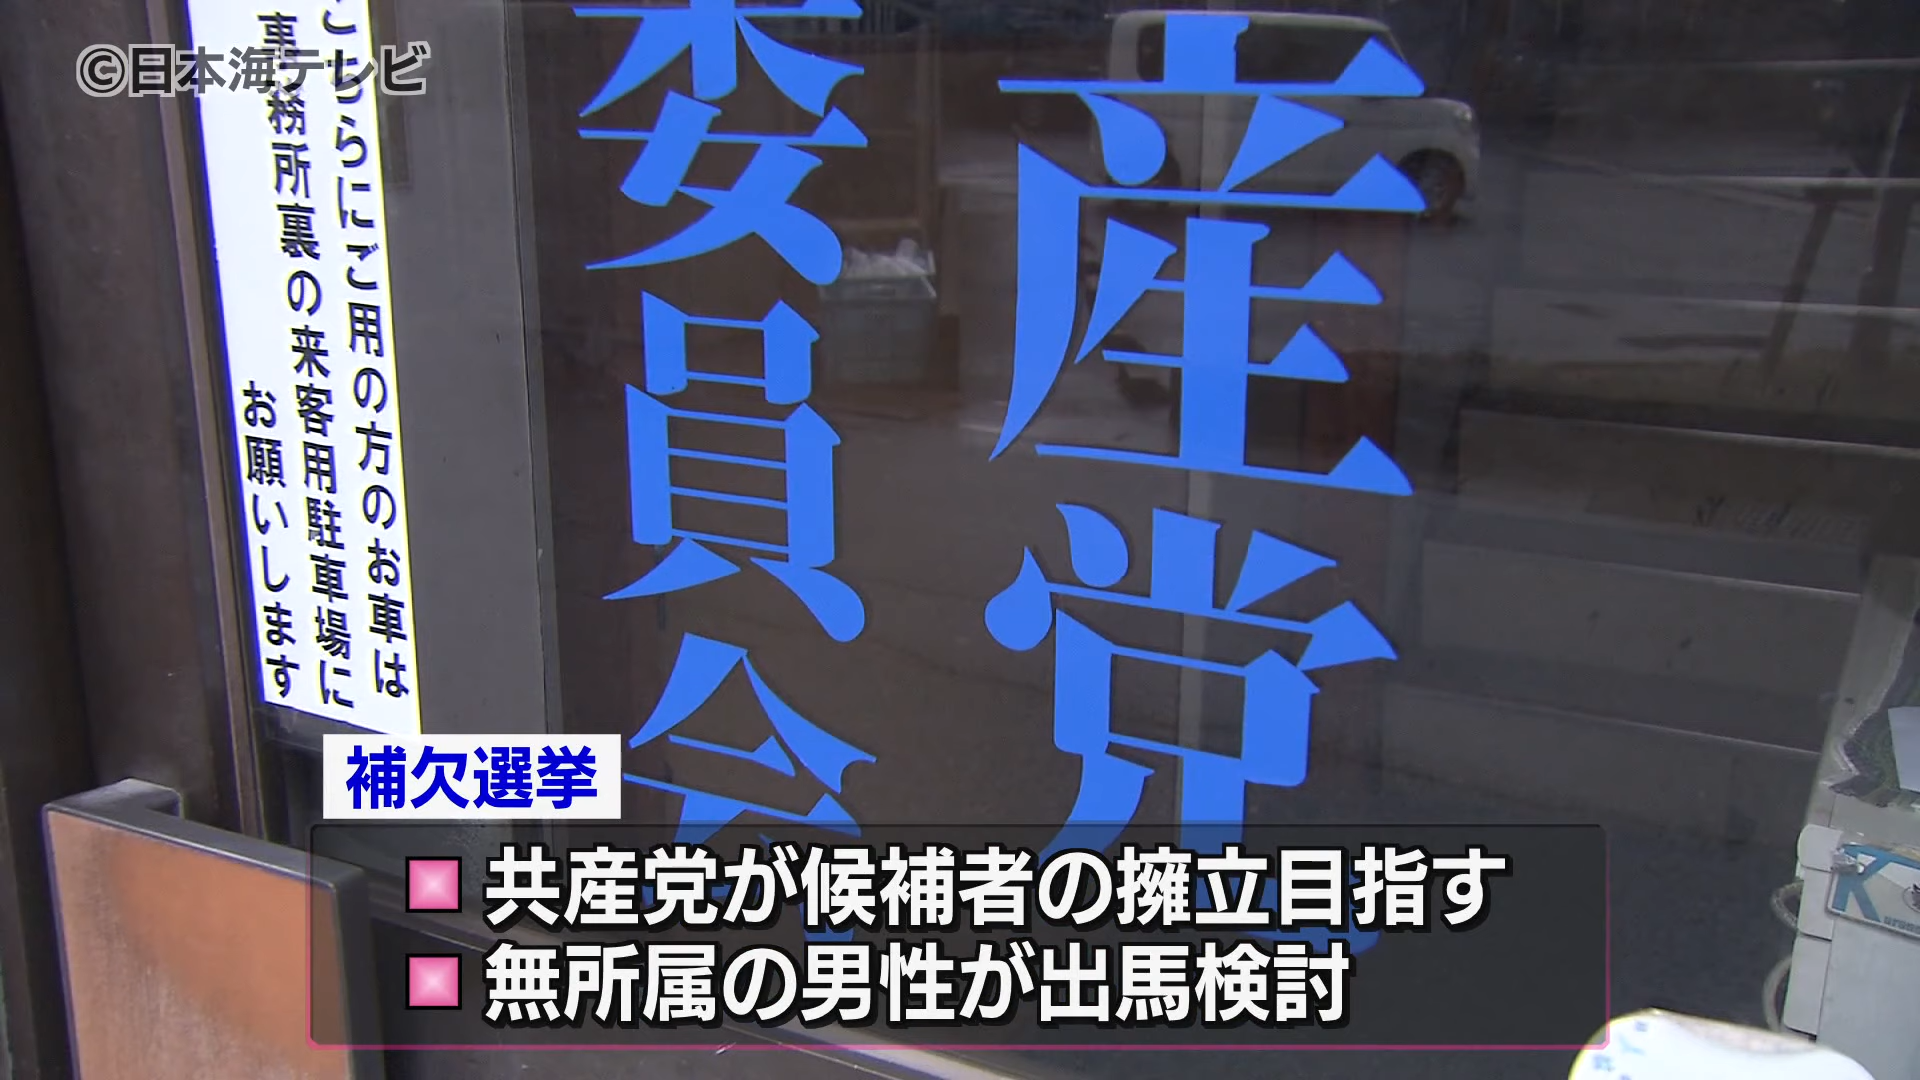 ©日本海テレビ
こちらにご用の方のお車は
事務所裏の来客用駐車場に
お願いします
産党
委員会
補欠選挙
共産党が候補者の擁立目指す
無所属の男性が出馬検討